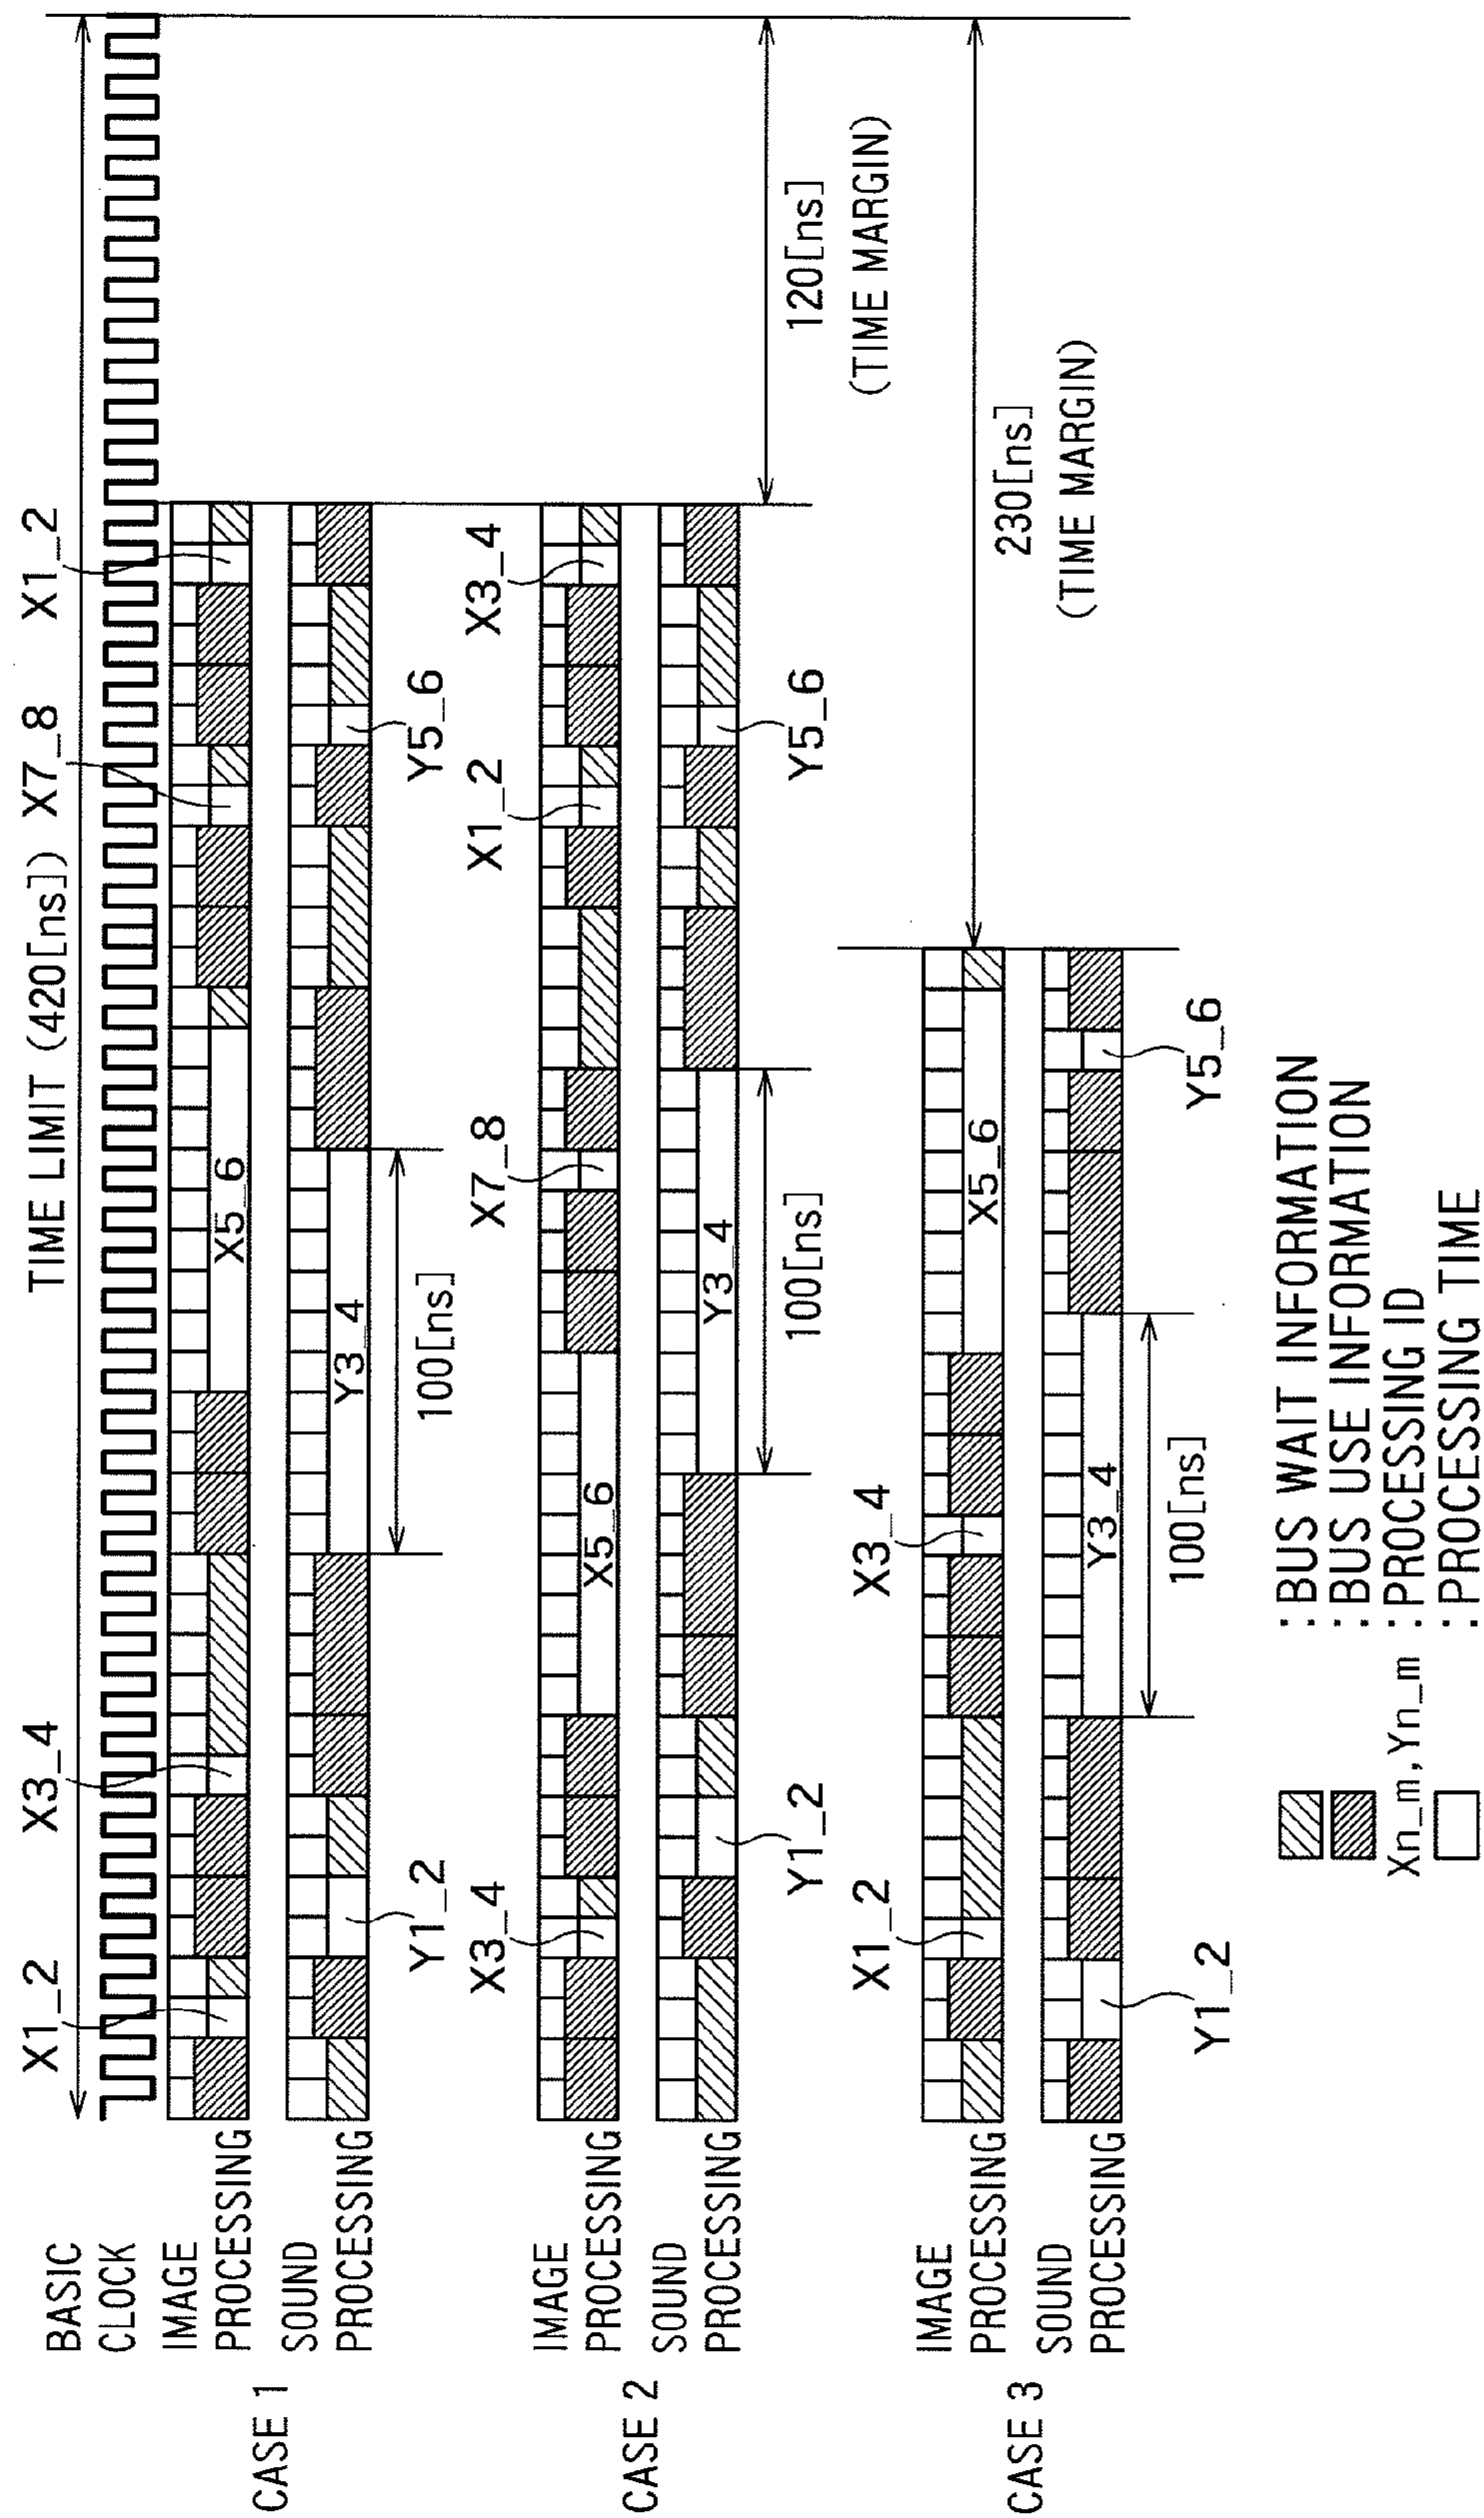 TIME LIMIT (420[ns])
BASIC
CLOCK
CASE 1
X1_2
X3_4
X7_8
X1_2
IMAGE
PROCESSING
X5_6
SOUND
PROCESSING
Y3_4
Y1_2
100[ns]
Y5_6
CASE 2
X3_4
X7_8
X1_2
X3_4
IMAGE
PROCESSING
X5_6
SOUND
PROCESSING
Y3_4
Y1_2
100[ns]
Y5_6
120[ns]
(TIME MARGIN)
CASE 3
X1_2
X3_4
IMAGE
PROCESSING
X5_6
230[ns]
(TIME MARGIN)
SOUND
PROCESSING
Y3_4
Y1_2
100[ns]
Y5_6
:BUS WAIT INFORMATION
:BUS USE INFORMATION
Xn_m,Yn_m :PROCESSING ID
:PROCESSING TIME